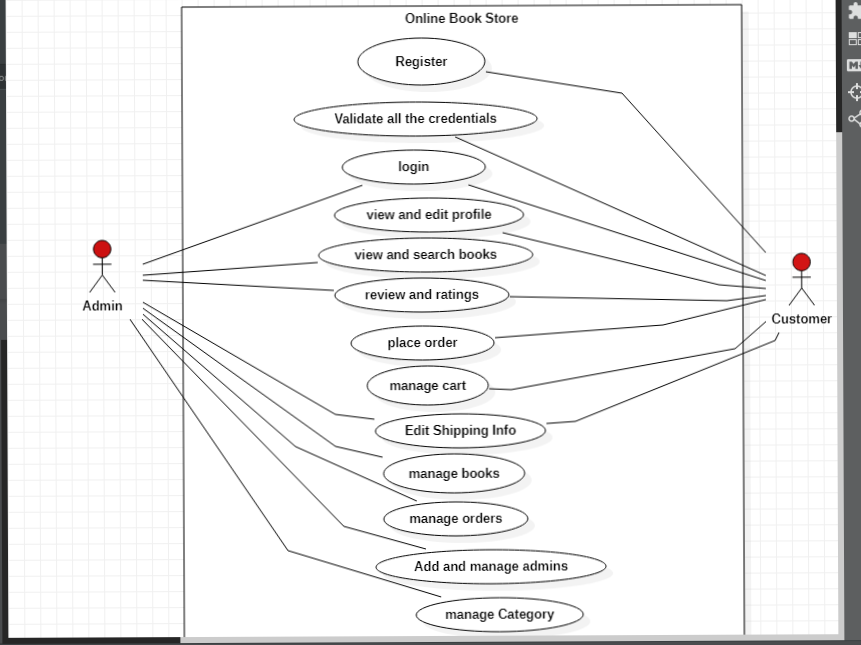 Online Book Store
Register
Validate all the credentials
login
view and edit profile
view and search books
review and ratings
place order
manage cart
Edit Shipping Info
manage books
manage orders
Add and manage admins
manage Category
Admin
Customer